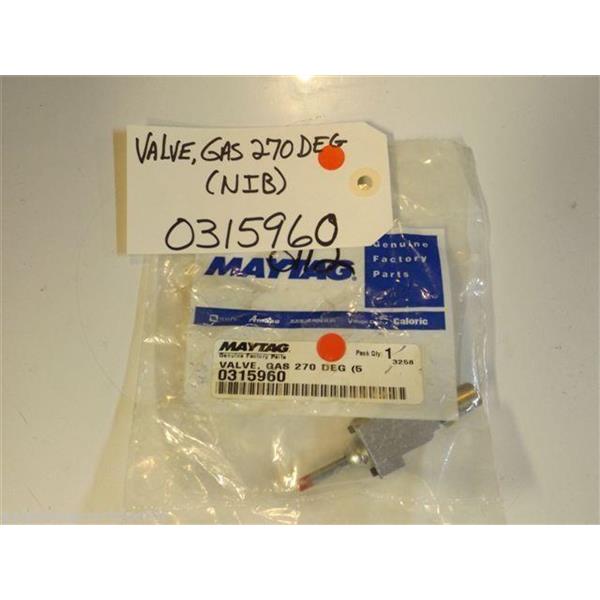 VALVE, GAS 270 DEG
(NIB)
0315960
MAYTAG
Genuine
Factory
Parts
Amana
Caloric
MAYTAG
Genuine Factory Parts
Pack Qty 1
3258
VALVE, GAS 270 DEG (5
0315960